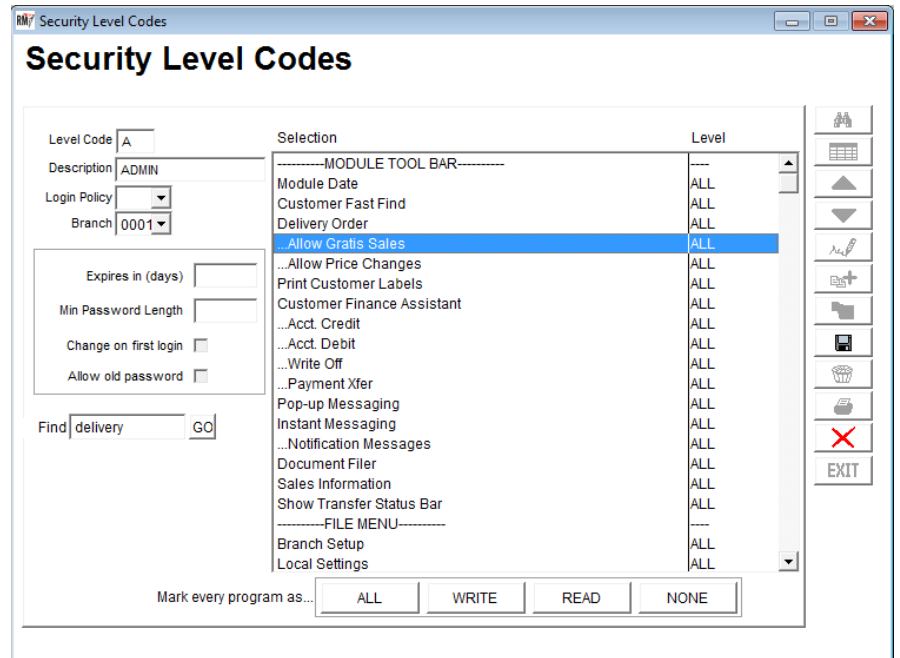 RM/ Security Level Codes
Security Level Codes
Level Code A
Description ADMIN
Login Policy
Branch 0001
Expires in (days)
Min Password Length
Change on first login
Allow old password
Find delivery GO
Selection Level
----------MODULE TOOL BAR---------- ----
Module Date ALL
Customer Fast Find ALL
Delivery Order ALL
...Allow Gratis Sales ALL
...Allow Price Changes ALL
Print Customer Labels ALL
Customer Finance Assistant ALL
...Acct. Credit ALL
...Acct. Debit ALL
...Write Off ALL
...Payment Xfer ALL
Pop-up Messaging ALL
Instant Messaging ALL
...Notification Messages ALL
Document Filer ALL
Sales Information ALL
Show Transfer Status Bar ALL
----------FILE MENU---------- ----
Branch Setup ALL
Local Settings ALL
Mark every program as... ALL WRITE READ NONE
EXIT